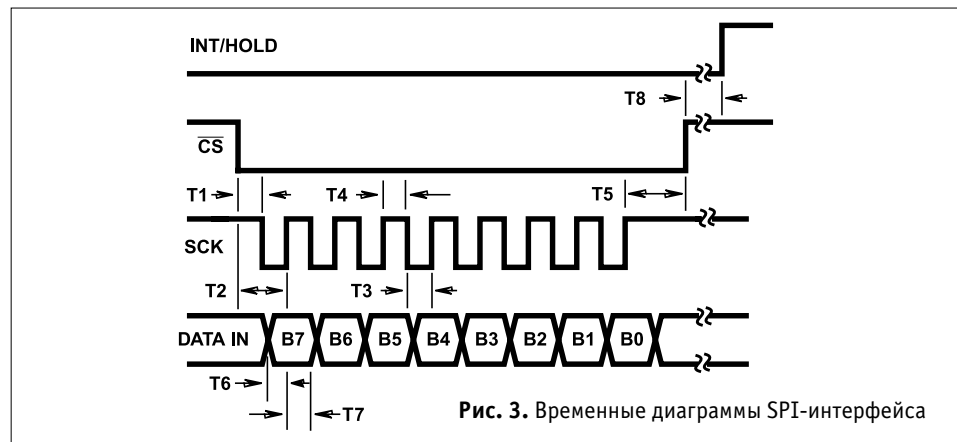 INT/HOLD
T8
CS
T1
T4
T5
SCK
T2
T3
DATA IN B7 B6 B5 B4 B3 B2 B1 B0
T6
T7
Рис. 3. Временные диаграммы SPI-интерфейса